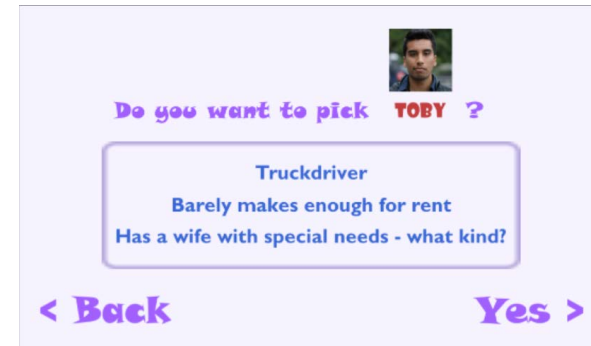 Do you want to pick TOBY ?
Truckdriver
Barely makes enough for rent
Has a wife with special needs - what kind?
< Back Yes >